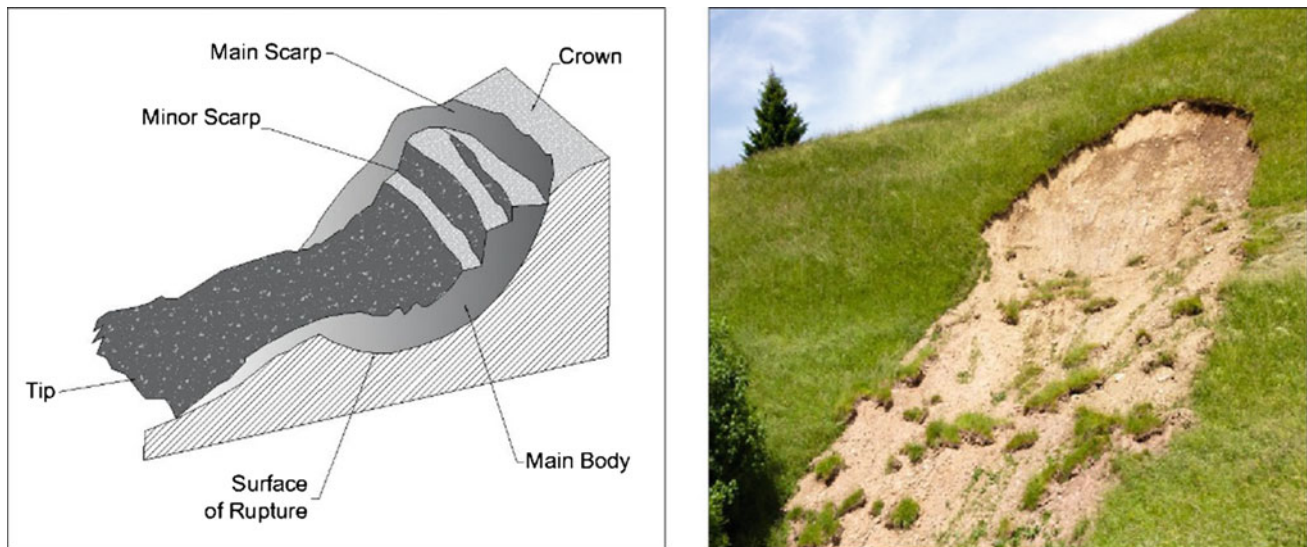 Main Scarp
Crown
Minor Scarp
Tip
Main Body
Surface
of Rupture